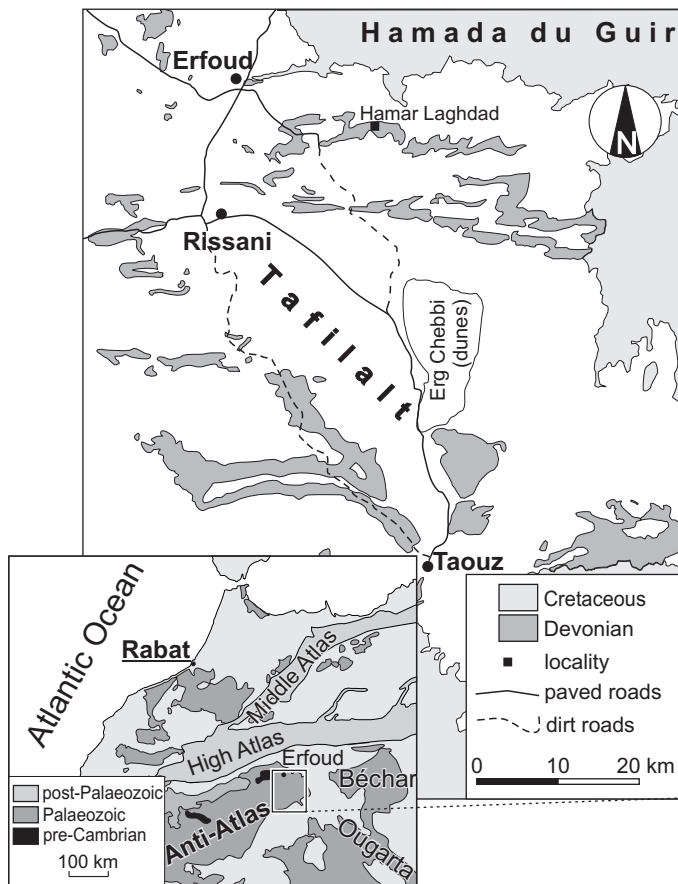 Hamada du Guir
Erfoud
Hamar Laghdad
N
Rissani
Tafilalt
Erg Chebbi
(dunes)
Taouz
Cretaceous
Devonian
locality
paved roads
dirt roads
0 10 20 km
Atlantic Ocean
Rabat
Middle Atlas
High Atlas
Erfoud
Béchar
Anti-Atlas
Ougarta
post-Palaeozoic
Palaeozoic
pre-Cambrian
100 km